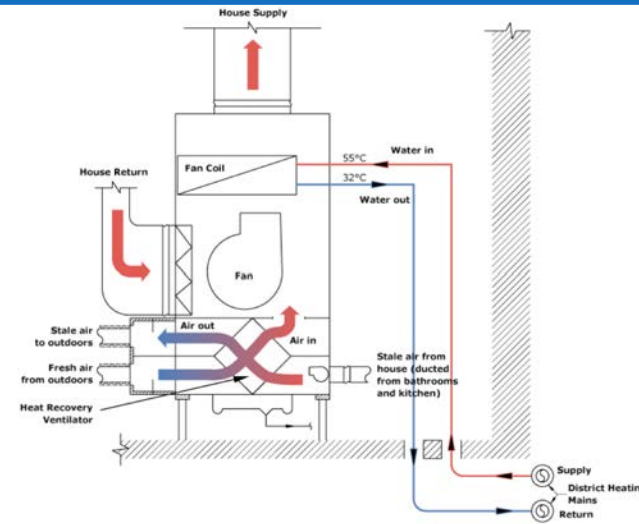 House Supply
Fan Coil
55°C
Water in
32°C
Water out
House Return
Fan
Stale air
to outdoors
Air out
Air in
Fresh air
from outdoors
Stale air from
house (ducted
from bathrooms
and kitchen)
Heat Recovery
Ventilator
Supply
District Heating
Mains
Return